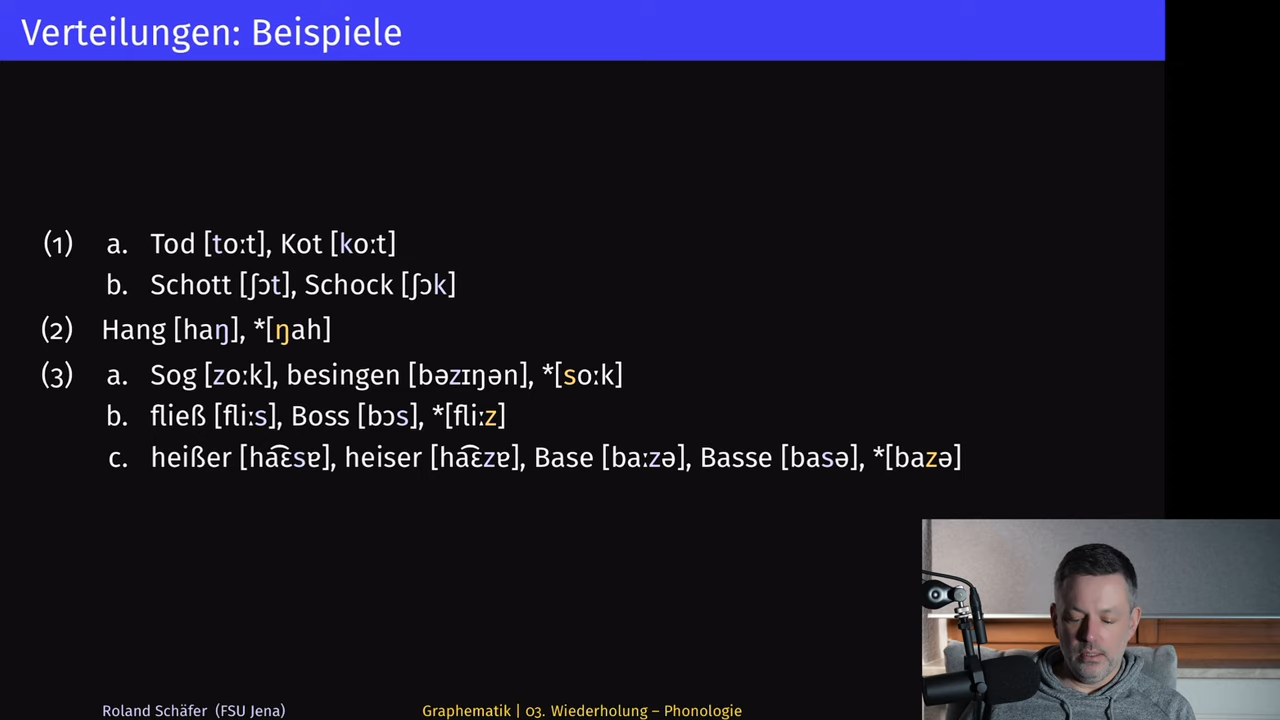 Verteilungen: Beispiele
(1) a. Tod [toːt], Kot [koːt]
b. Schott [ʃɔt], Schock [ʃɔk]
(2) Hang [haŋ], *[ŋah]
(3) a. Sog [zoːk], besingen [bəzɪŋən], *[soːk]
b. fließ [fliːs], Boss [bɔs], *[fliːz]
c. heißer [ha͡ɛsɐ], heiser [ha͡ɛzɐ], Base [baːzə], Basse [basə], *[bazə]
Roland Schäfer (FSU Jena) Graphematik | 03. Wiederholung – Phonologie